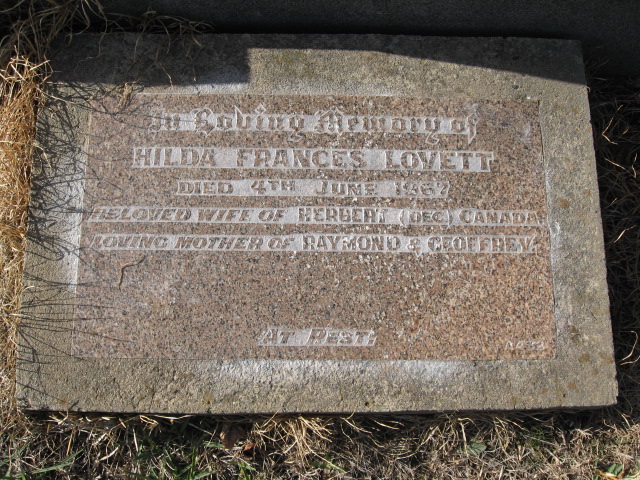 In Loving Memory of
HILDA FRANCES LOVETT
DIED 4TH JUNE 1967
BELOVED WIFE OF HERBERT (DEC) CANADA,
LOVING MOTHER OF RAYMOND & GEOFFREY.
AT REST.